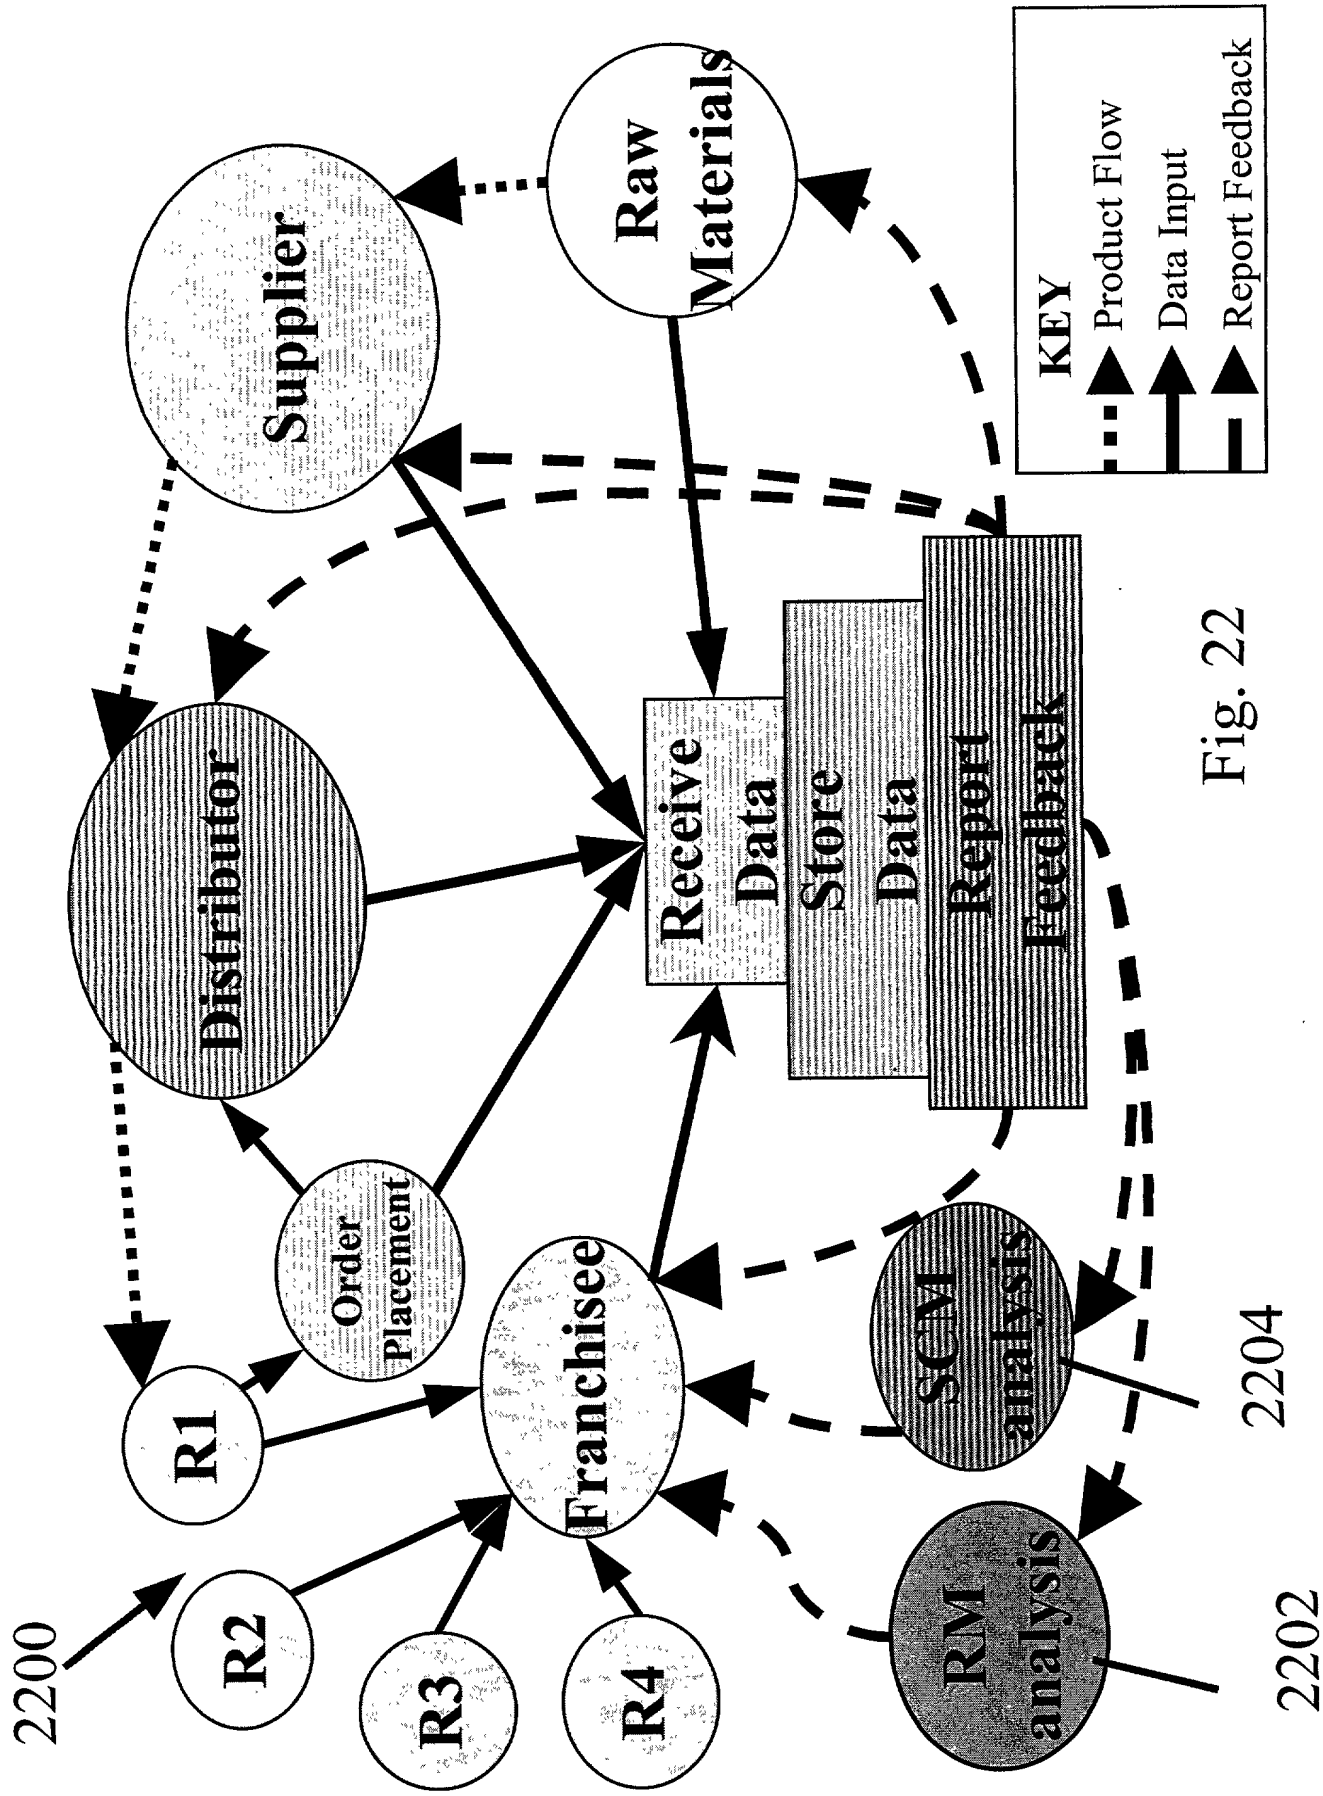 2200
R1
R2
R3
R4
Order
Placement
Distributor
Supplier
Raw
Materials
Franchisee
Receive
Data
Store
Data
Report
Feedback
SCM
analysis
RM
analysis
2202
2204
KEY
Product Flow
Data Input
Report Feedback
Fig. 22